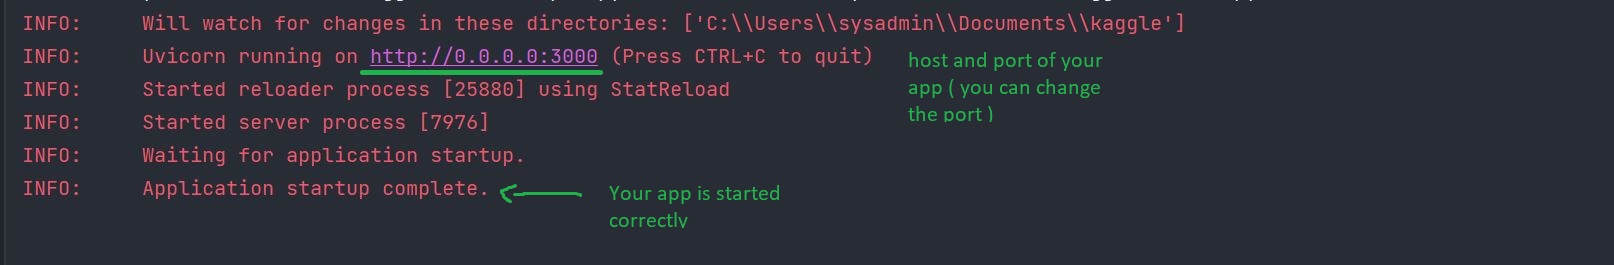 INFO: Will watch for changes in these directories: ['C:\\Users\\sysadmin\\Documents\\kaggle']
INFO: Uvicorn running on http://0.0.0.0:3000 (Press CTRL+C to quit)
host and port of your
app ( you can change
the port )
INFO: Started reloader process [25880] using StatReload
INFO: Started server process [7976]
INFO: Waiting for application startup.
INFO: Application startup complete.
Your app is started
correctly